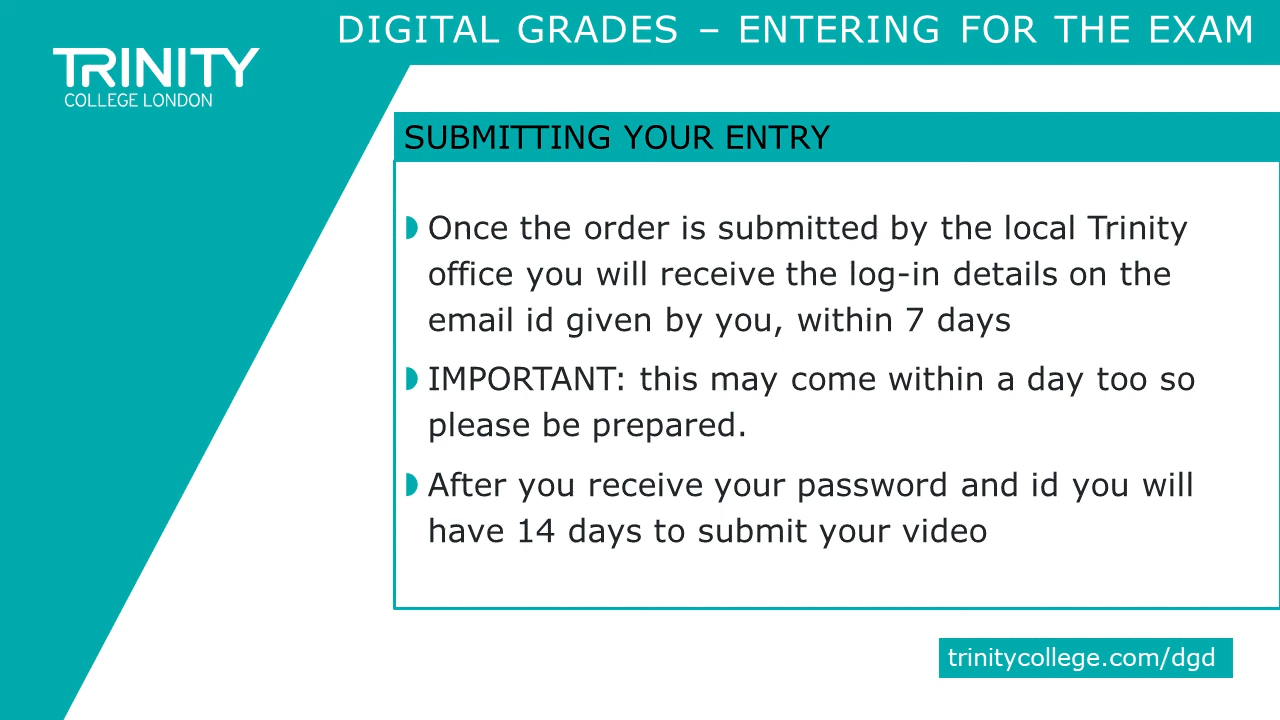 DIGITAL GRADES – ENTERING FOR THE EXAM
TRINITY
COLLEGE LONDON
SUBMITTING YOUR ENTRY
Once the order is submitted by the local Trinity
office you will receive the log-in details on the
email id given by you, within 7 days
IMPORTANT: this may come within a day too so
please be prepared.
After you receive your password and id you will
have 14 days to submit your video
trinitycollege.com/dgd